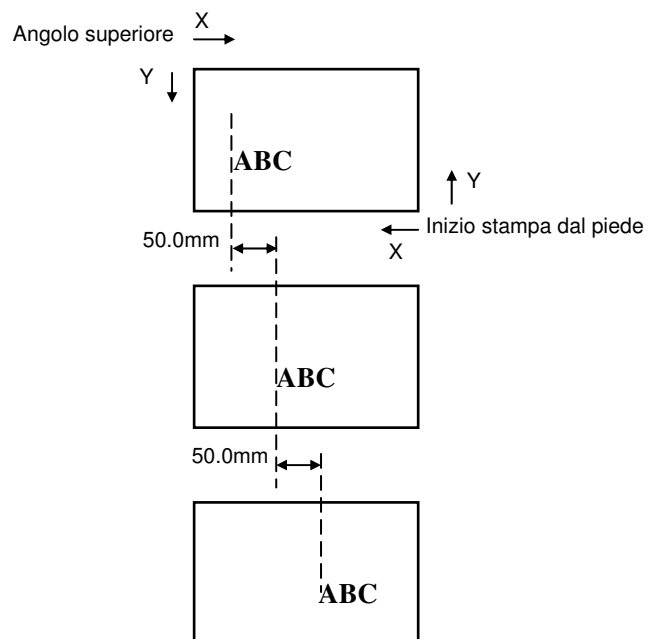 X
Angolo superiore
Y
ABC
Y
Inizio stampa dal piede
X
50.0mm
ABC
50.0mm
ABC